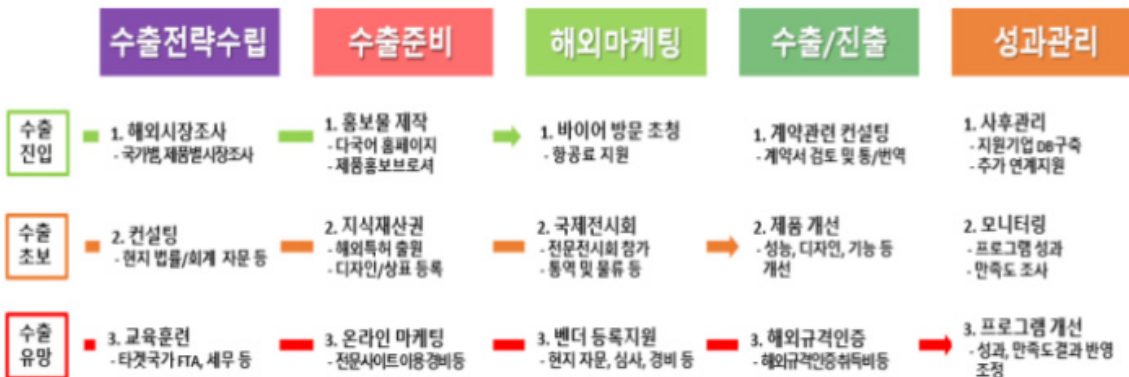 수출전략수립
수출준비
해외마케팅
수출/진출
성과관리
수출
진입
1. 해외시장조사
- 국가별, 제품별시장조사
1. 홍보물 제작
- 다국어 홈페이지
- 제품홍보브로셔
1. 바이어 방문 초청
- 항공료 지원
1. 계약관련 컨설팅
- 계약서 검토 및 통/번역
1. 사후관리
- 지원기업 DB구축
- 추가 연계지원
수출
초보
2. 컨설팅
- 현지 법률/회계 자문 등
2. 지식재산권
- 해외특허 출원
- 디자인/상표 등록
2. 국제전시회
- 전문전시회 참가
- 통역 및 물류 등
2. 제품 개선
- 성능, 디자인, 기능 등
개선
2. 모니터링
- 프로그램 성과
- 만족도 조사
수출
유망
3. 교육훈련
- 타겟국가 FTA, 세무 등
3. 온라인 마케팅
- 전문사이트이용경비등
3. 벤더 등록지원
- 현지 자문, 심사, 경비 등
3. 해외규격인증
- 해외규격인증취득비등
3. 프로그램 개선
- 성과, 만족도결과 반영
조정